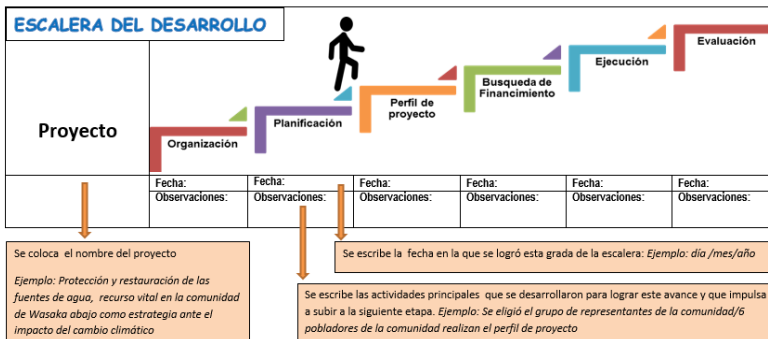 ESCALERA DEL DESARROLLO
Proyecto
Organización
Planificación
Perfil de
proyecto
Busqueda de
Financimiento
Ejecución
Evaluación
Fecha:
Observaciones:
Fecha:
Observaciones:
Fecha:
Observaciones:
Fecha:
Observaciones:
Fecha:
Observaciones:
Fecha:
Observaciones:
Se coloca el nombre del proyecto
Ejemplo: Protección y restauración de las
fuentes de agua, recurso vital en la comunidad
de Wasaka abajo como estrategia ante el
impacto del cambio climático
Se escribe la fecha en la que se logró esta grada de la escalera: Ejemplo: día /mes/año
Se escribe las actividades principales que se desarrollaron para lograr este avance y que impulsa
a subir a la siguiente etapa. Ejemplo: Se eligió el grupo de representantes de la comunidad/6
pobladores de la comunidad realizan el perfil de proyecto